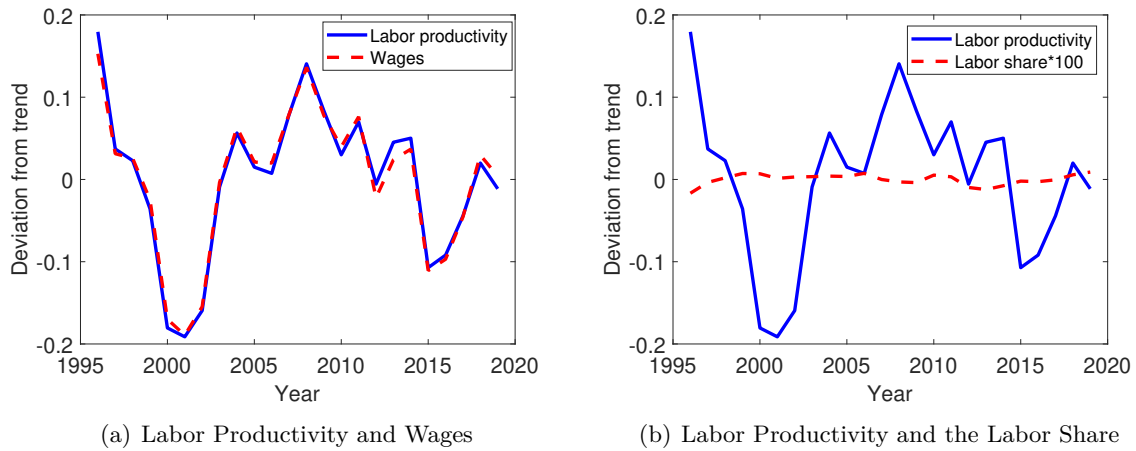 0.2
0.1
0
-0.1
-0.2
Deviation from trend
Labor productivity
Wages
1995 2000 2005 2010 2015 2020
Year
(a) Labor Productivity and Wages
0.2
0.1
0
-0.1
-0.2
Deviation from trend
Labor productivity
Labor share*100
1995 2000 2005 2010 2015 2020
Year
(b) Labor Productivity and the Labor Share